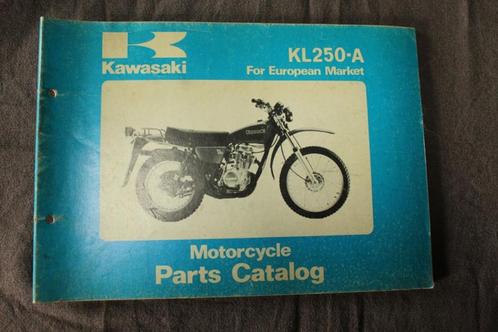 Kawasaki
KL250-A
For European Market
Motorcycle
Parts Catalog